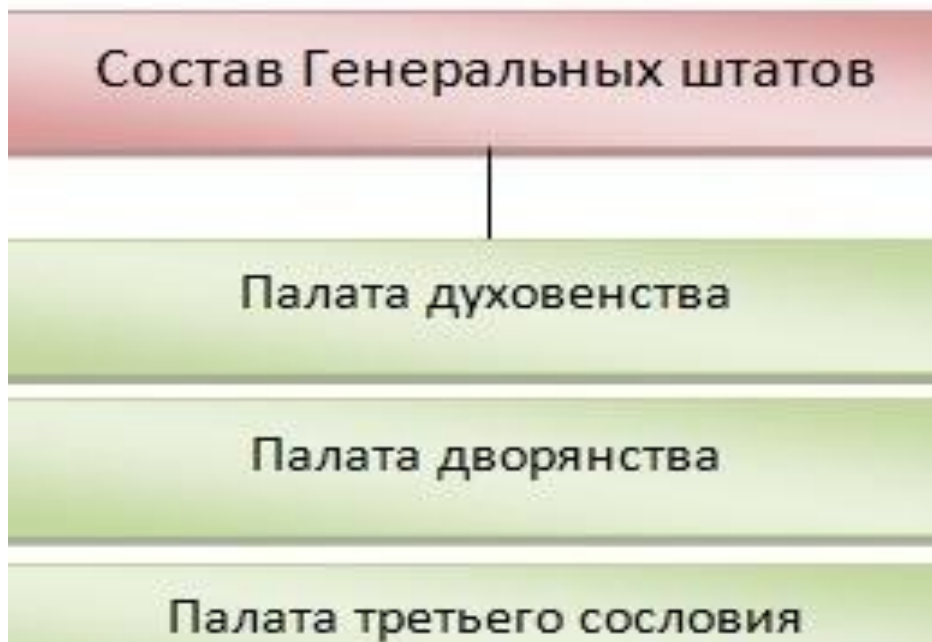 Состав Генеральных штатов
Палата духовенства
Палата дворянства
Палата третьего сословия